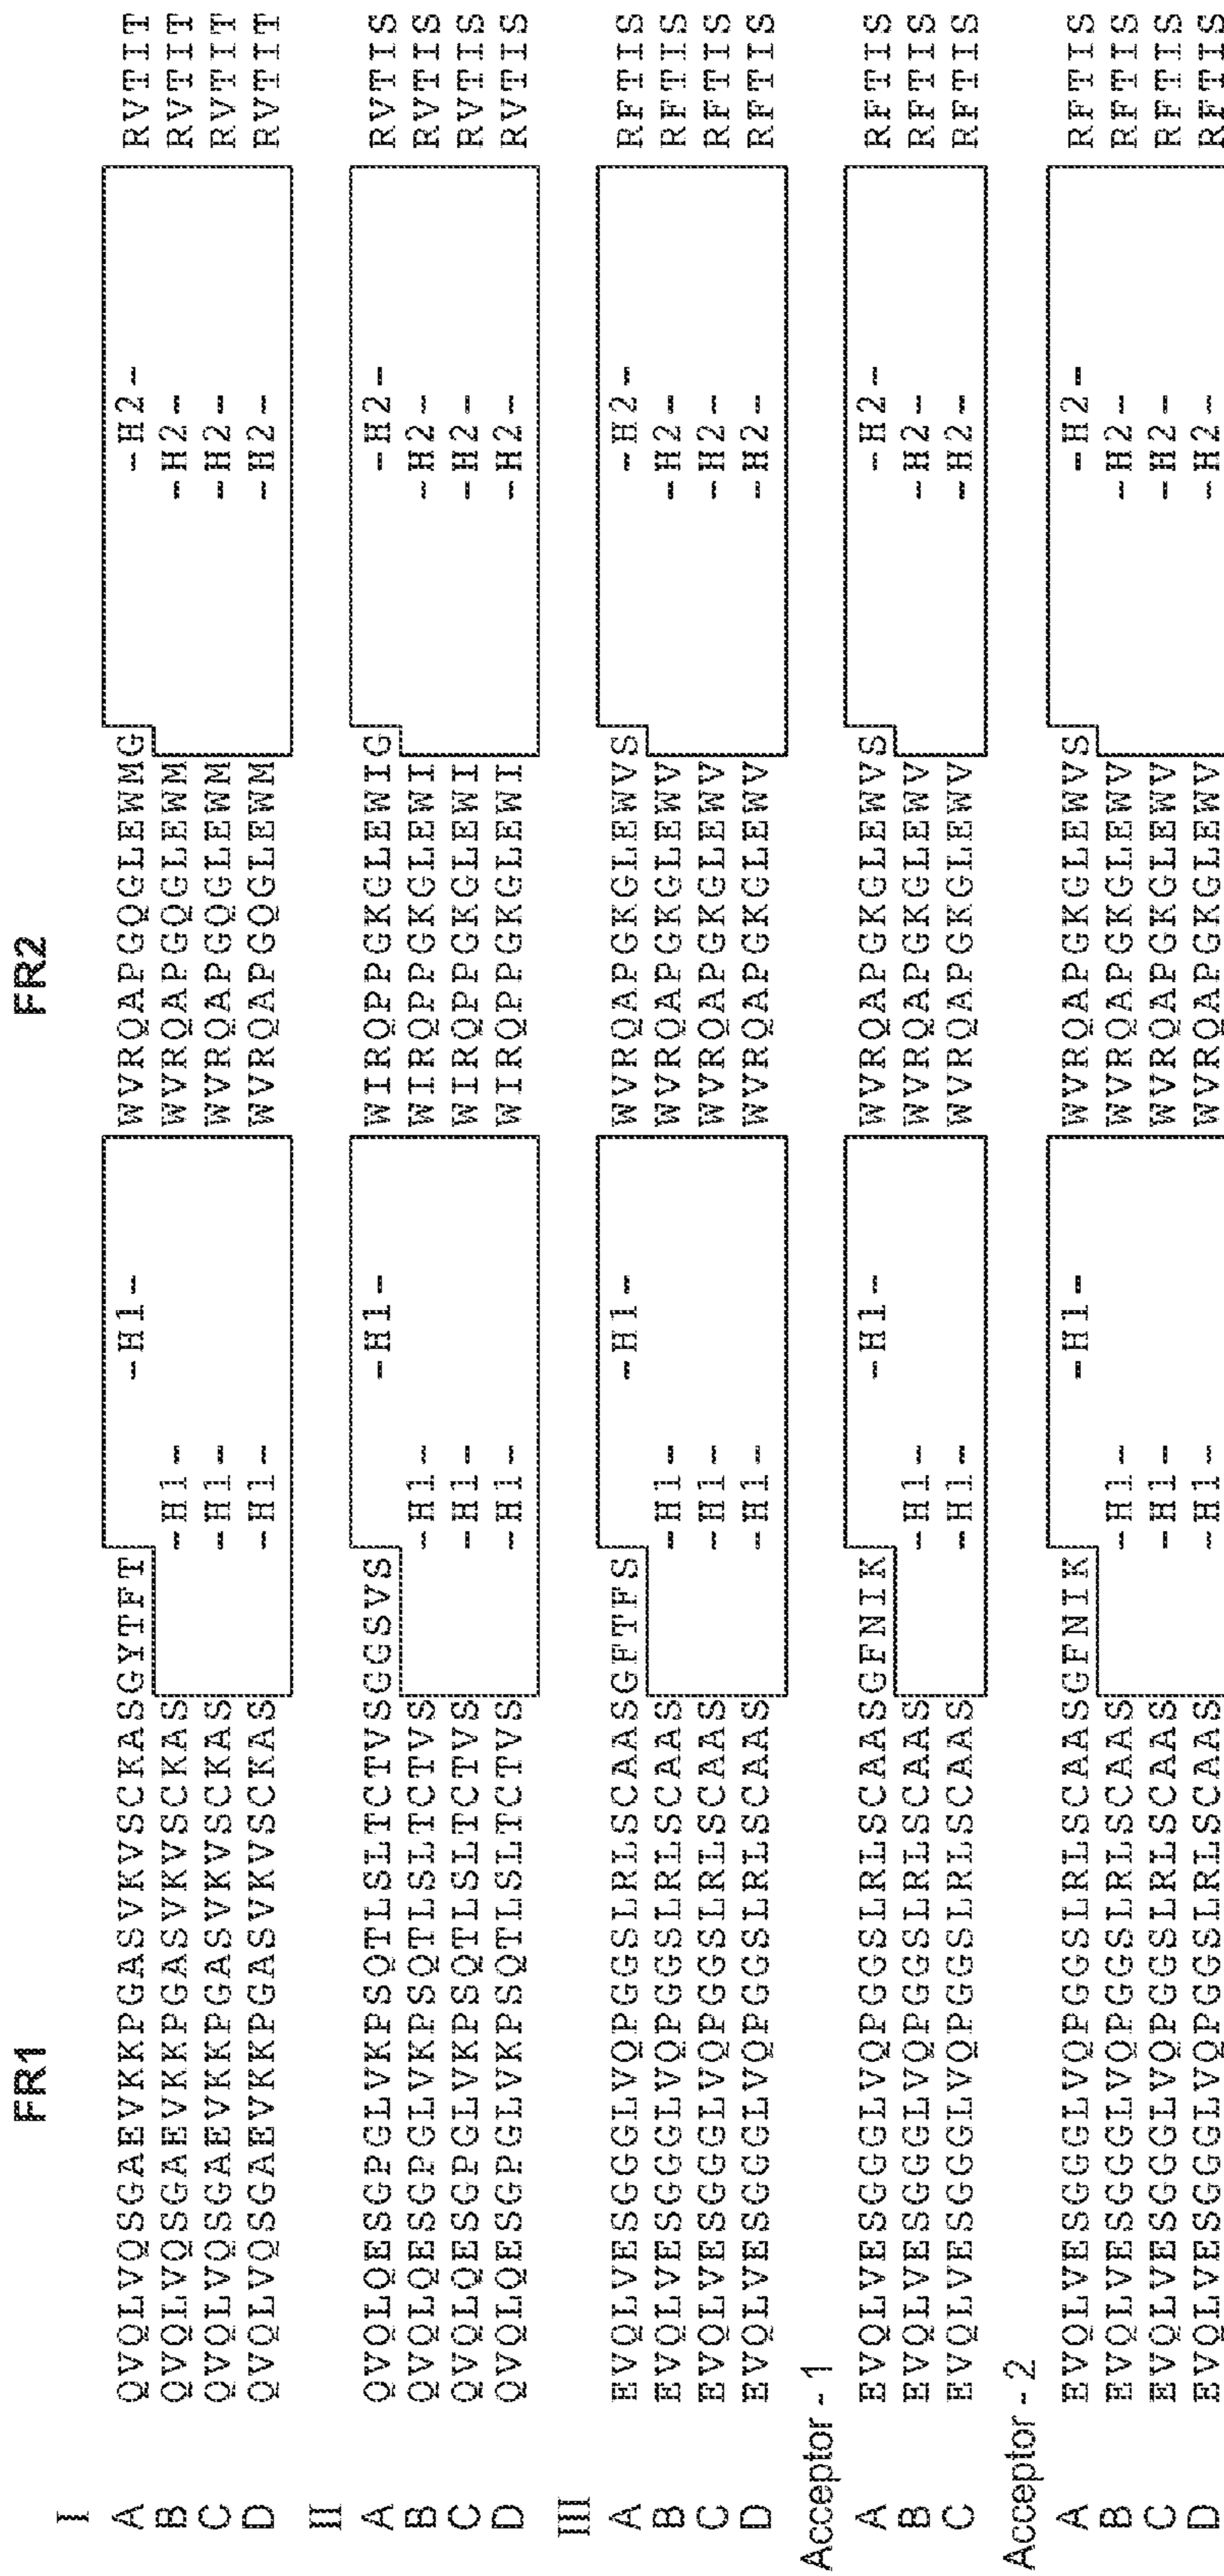 FR1 FR2
I
A QVQLVQSGAEVKKPGASVKVSCKASGYTFT -H1- WVRQAPGQGLEWMG -H2- RVTIT
B QVQLVQSGAEVKKPGASVKVSCKAS -H1- WVRQAPGQGLEWM -H2- RVTIT
C QVQLVQSGAEVKKPGASVKVSCKAS -H1- WVRQAPGQGLEWM -H2- RVTIT
D QVQLVQSGAEVKKPGASVKVSCKAS -H1- WVRQAPGQGLEWM -H2- RVTIT
II
A QVQLQESGPGLVKPSQTLSLTCTVSGGSVS -H1- WIRQPPGKGLEWIG -H2- RVTIS
B QVQLQESGPGLVKPSQTLSLTCTVS -H1- WIRQPPGKGLEWI -H2- RVTIS
C QVQLQESGPGLVKPSQTLSLTCTVS -H1- WIRQPPGKGLEWI -H2- RVTIS
D QVQLQESGPGLVKPSQTLSLTCTVS -H1- WIRQPPGKGLEWI -H2- RVTIS
III
A EVQLVESGGGLVQPGGSLRLSCAASGFTFS -H1- WVRQAPGKGLEWVS -H2- RFTIS
B EVQLVESGGGLVQPGGSLRLSCAAS -H1- WVRQAPGKGLEWV -H2- RFTIS
C EVQLVESGGGLVQPGGSLRLSCAAS -H1- WVRQAPGKGLEWV -H2- RFTIS
D EVQLVESGGGLVQPGGSLRLSCAAS -H1- WVRQAPGKGLEWV -H2- RFTIS
Acceptor - 1
A EVQLVESGGGLVQPGGSLRLSCAASGFNIK -H1- WVRQAPGKGLEWVS -H2- RFTIS
B EVQLVESGGGLVQPGGSLRLSCAAS -H1- WVRQAPGKGLEWV -H2- RFTIS
C EVQLVESGGGLVQPGGSLRLSCAAS -H1- WVRQAPGKGLEWV -H2- RFTIS
Acceptor - 2
A EVQLVESGGGLVQPGGSLRLSCAASGFNIK -H1- WVRQAPGKGLEWVS -H2- RFTIS
B EVQLVESGGGLVQPGGSLRLSCAAS -H1- WVRQAPGKGLEWV -H2- RFTIS
C EVQLVESGGGLVQPGGSLRLSCAAS -H1- WVRQAPGKGLEWV -H2- RFTIS
D EVQLVESGGGLVQPGGSLRLSCAAS -H1- WVRQAPGKGLEWV -H2- RFTIS